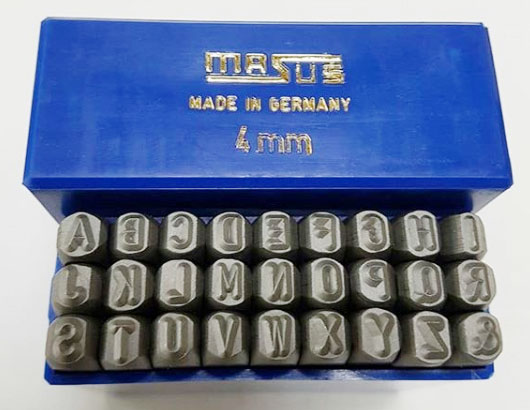 masus
MADE IN GERMANY
4 mm
A B C D E F G H I
J K L M N O P Q R
S T U V W X Y Z &